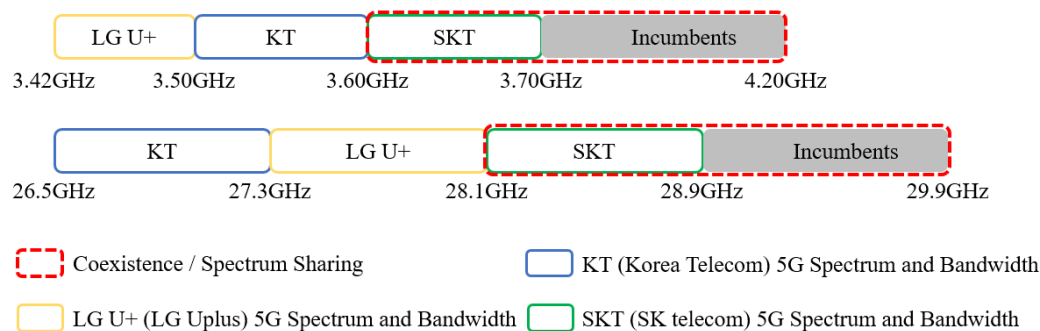 LG U+ KT SKT Incumbents
3.42GHz 3.50GHz 3.60GHz 3.70GHz 4.20GHz
KT LG U+ SKT Incumbents
26.5GHz 27.3GHz 28.1GHz 28.9GHz 29.9GHz
Coexistence / Spectrum Sharing KT (Korea Telecom) 5G Spectrum and Bandwidth
LG U+ (LG Uplus) 5G Spectrum and Bandwidth SKT (SK telecom) 5G Spectrum and Bandwidth